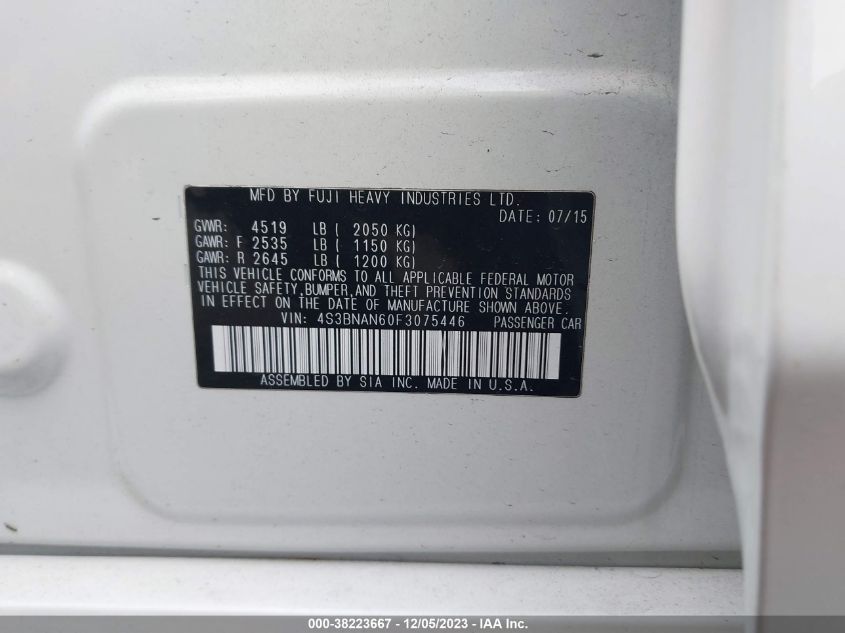 MFD BY FUJI HEAVY INDUSTRIES LTD.
DATE: 07/15
GVWR: 4519 LB ( 2050 KG)
GAWR: F 2535 LB ( 1150 KG)
GAWR: R 2645 LB ( 1200 KG)
THIS VEHICLE CONFORMS TO ALL APPLICABLE FEDERAL MOTOR
VEHICLE SAFETY,BUMPER,AND THEFT PREVENTION STANDARDS
IN EFFECT ON THE DATE OF MANUFACTURE SHOWN ABOVE.
VIN: 4S3BNAN60F3075446 PASSENGER CAR
ASSEMBLED BY SIA INC. MADE IN U.S.A.
000-38223667 - 12/05/2023 - IAA Inc.